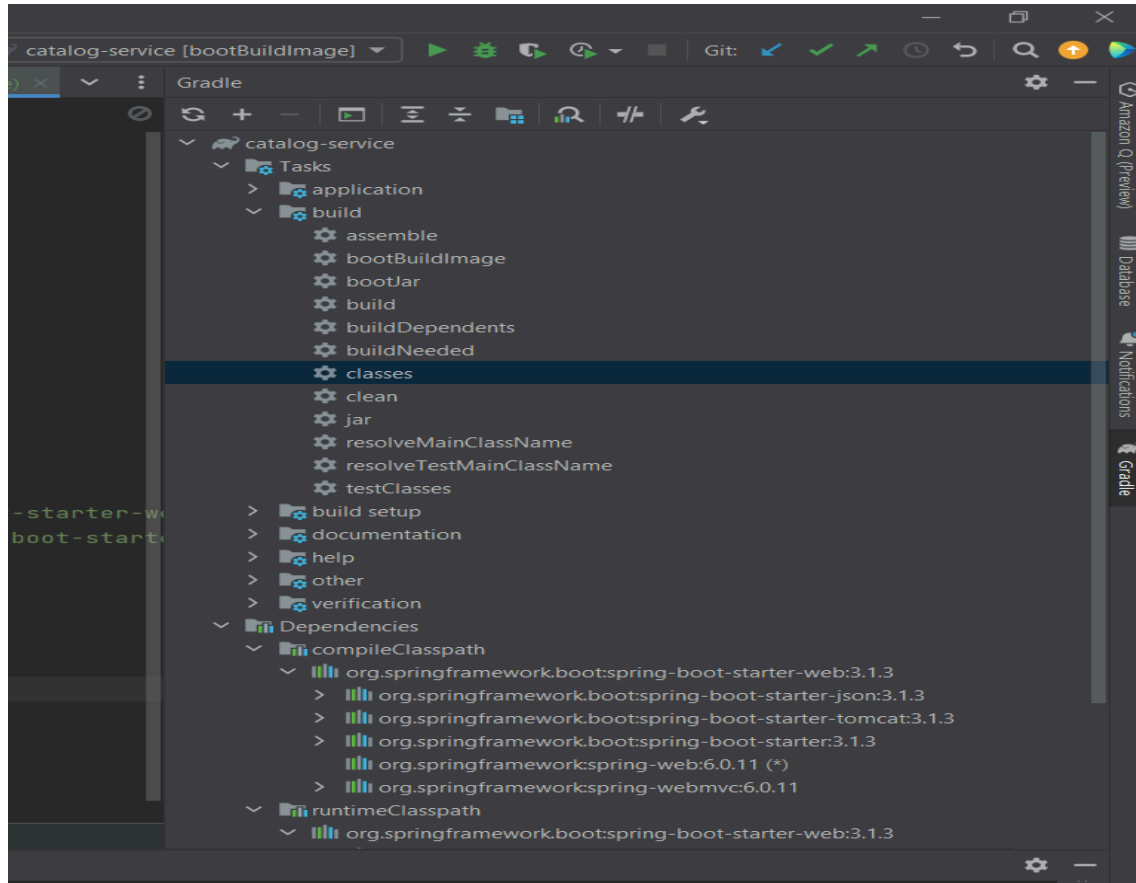 catalog-service [bootBuildImage]
Git:
Gradle
catalog-service
Tasks
application
build
assemble
bootBuildImage
bootJar
build
buildDependents
buildNeeded
classes
clean
jar
resolveMainClassName
resolveTestMainClassName
testClasses
build setup
documentation
help
other
verification
Dependencies
compileClasspath
org.springframework.boot:spring-boot-starter-web:3.1.3
org.springframework.boot:spring-boot-starter-json:3.1.3
org.springframework.boot:spring-boot-starter-tomcat:3.1.3
org.springframework.boot:spring-boot-starter:3.1.3
org.springframework:spring-web:6.0.11 (*)
org.springframework:spring-webmvc:6.0.11
runtimeClasspath
org.springframework.boot:spring-boot-starter-web:3.1.3
-starter-w
boot-start
Amazon Q (Preview)
Database
Notifications
Gradle